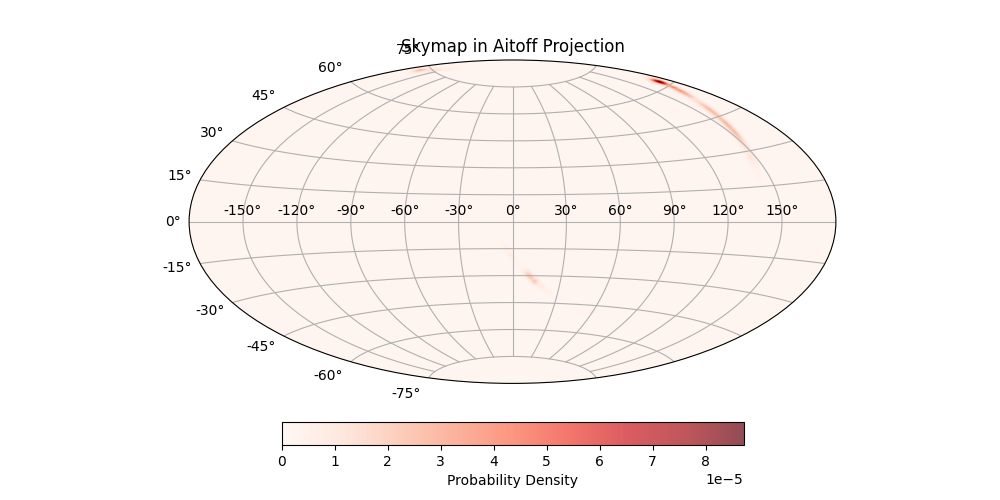 Skymap in Aitoff Projection
75°
60°
45°
30°
15°
-150° -120° -90° -60° -30° 0° 30° 60° 90° 120° 150°
0°
-15°
-30°
-45°
-60°
-75°
0 1 2 3 4 5 6 7 8
1e−5
Probability Density